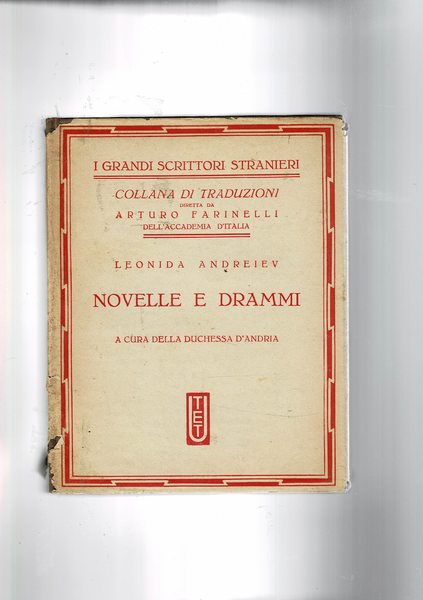 I GRANDI SCRITTORI STRANIERI
COLLANA DI TRADUZIONI
DIRETTA DA
ARTURO FARINELLI
DELL'ACCADEMIA D'ITALIA
LEONIDA ANDREIEV
NOVELLE E DRAMMI
A CURA DELLA DUCHESSA D'ANDRIA
UTET